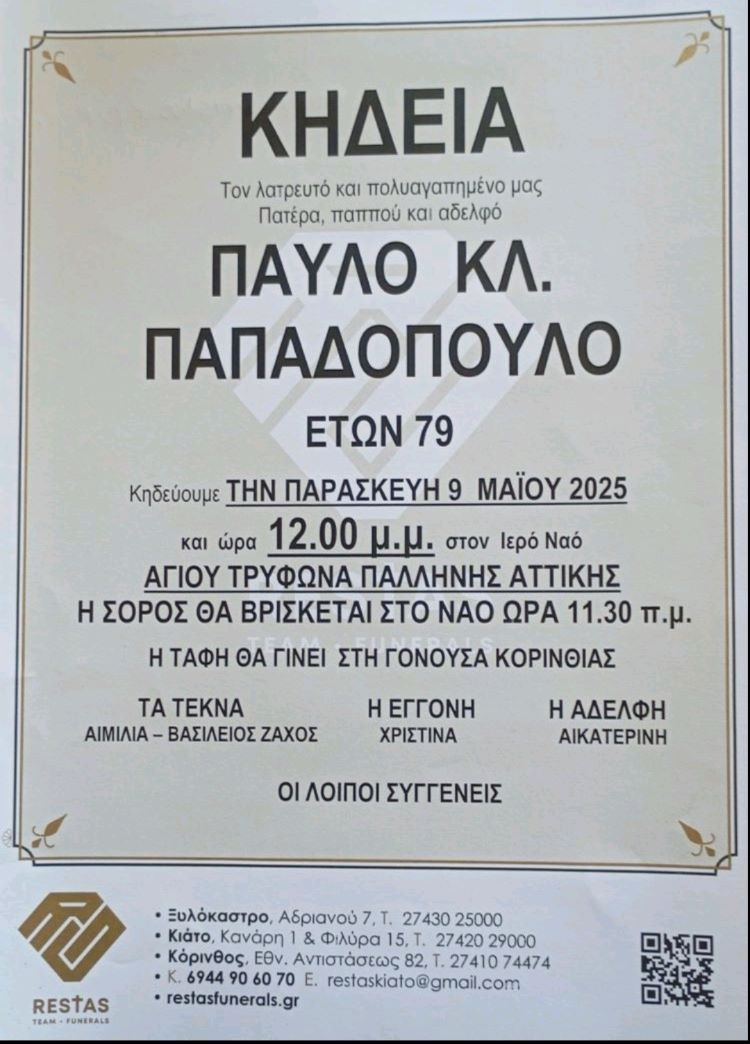 ΚΗΔΕΙΑ
Τον λατρευτό και πολυαγαπημένο μας
Πατέρα, παππού και αδελφό
ΠΑΥΛΟ ΚΛ.
ΠΑΠΑΔΟΠΟΥΛΟ
ΕΤΩΝ 79
Κηδεύουμε ΤΗΝ ΠΑΡΑΣΚΕΥΗ 9 ΜΑΪΟΥ 2025
και ώρα 12.00 μ.μ. στον Ιερό Ναό
ΑΓΙΟΥ ΤΡΥΦΩΝΑ ΠΑΛΛΗΝΗΣ ΑΤΤΙΚΗΣ
Η ΣΟΡΟΣ ΘΑ ΒΡΙΣΚΕΤΑΙ ΣΤΟ ΝΑΟ ΩΡΑ 11.30 π.μ.
TEAM - FUNERALS
Η ΤΑΦΗ ΘΑ ΓΙΝΕΙ ΣΤΗ ΓΟΝΟΥΣΑ ΚΟΡΙΝΘΙΑΣ
ΤΑ ΤΕΚΝΑ Η ΕΓΓΟΝΗ Η ΑΔΕΛΦΗ
ΑΙΜΙΛΙΑ – ΒΑΣΙΛΕΙΟΣ ΖΑΧΟΣ ΧΡΙΣΤΙΝΑ ΑΙΚΑΤΕΡΙΝΗ
ΟΙ ΛΟΙΠΟΙ ΣΥΓΓΕΝΕΙΣ
• Ξυλόκαστρο, Αδριανού 7, Τ. 27430 25000
• Κιάτο, Κανάρη 1 & Φιλύρα 15, Τ. 27420 29000
• Κόρινθος, Εθν. Αντιστάσεως 82, Τ. 27410 74474
• Κ. 6944 90 60 70 E. restaskiato@gmail.com
• restasfunerals.gr
RESTAS
TEAM - FUNERALS